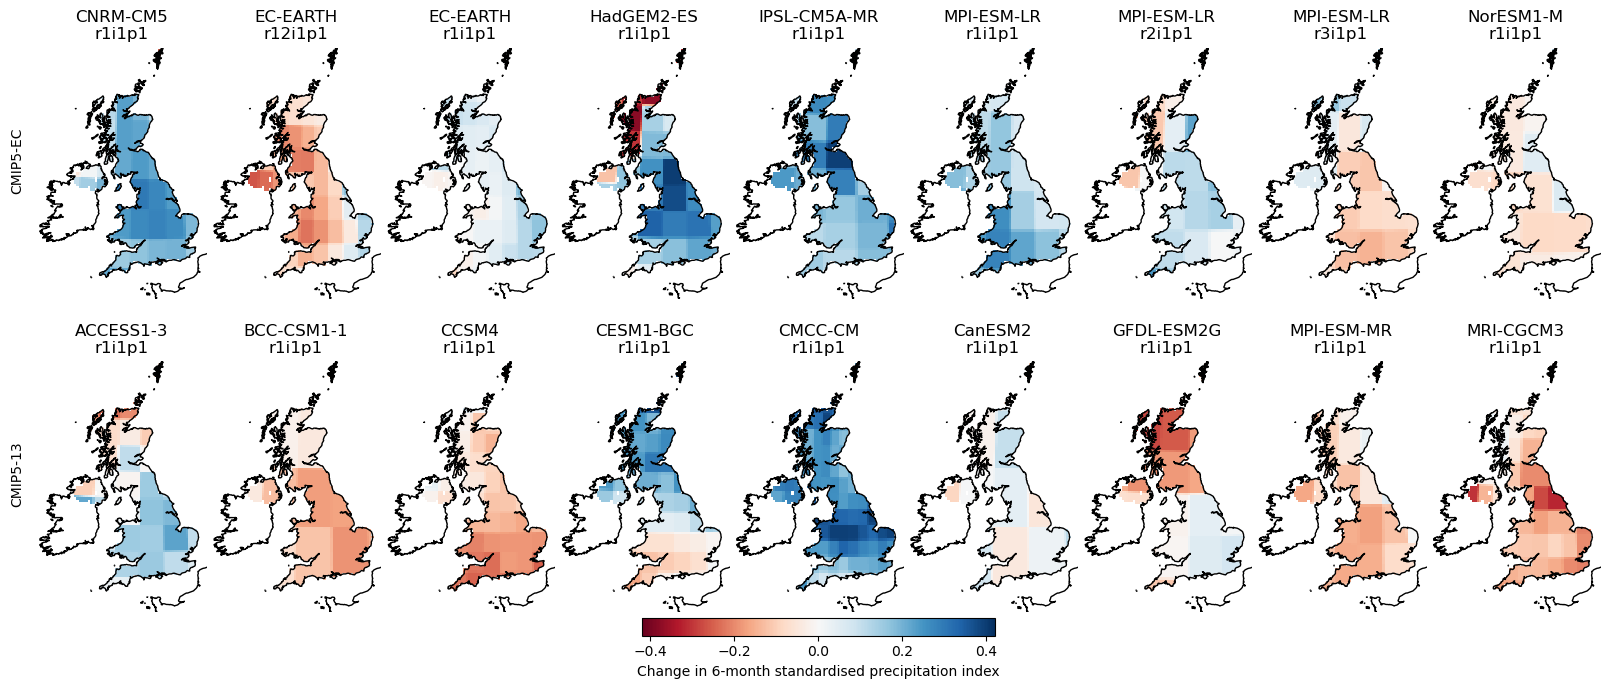 CNRM-CM5 EC-EARTH EC-EARTH HadGEM2-ES IPSL-CM5A-MR MPI-ESM-LR MPI-ESM-LR MPI-ESM-LR NorESM1-M
r1i1p1 r12i1p1 r1i1p1 r1i1p1 r1i1p1 r1i1p1 r2i1p1 r3i1p1 r1i1p1
CMIP5-EC
ACCESS1-3 BCC-CSM1-1 CCSM4 CESM1-BGC CMCC-CM CanESM2 GFDL-ESM2G MPI-ESM-MR MRI-CGCM3
r1i1p1 r1i1p1 r1i1p1 r1i1p1 r1i1p1 r1i1p1 r1i1p1 r1i1p1 r1i1p1
CMIP5-13
−0.4 −0.2 0.0 0.2 0.4
Change in 6-month standardised precipitation index